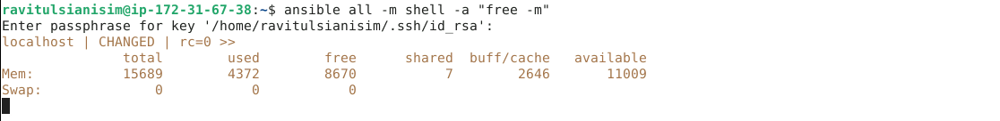 ravitulsianisim@ip-172-31-67-38:~$ ansible all -m shell -a "free -m"
Enter passphrase for key '/home/ravitulsianisim/.ssh/id_rsa':
localhost | CHANGED | rc=0 >>
               total        used        free      shared  buff/cache   available
Mem:           15689        4372        8670           7        2646       11009
Swap:              0           0           0